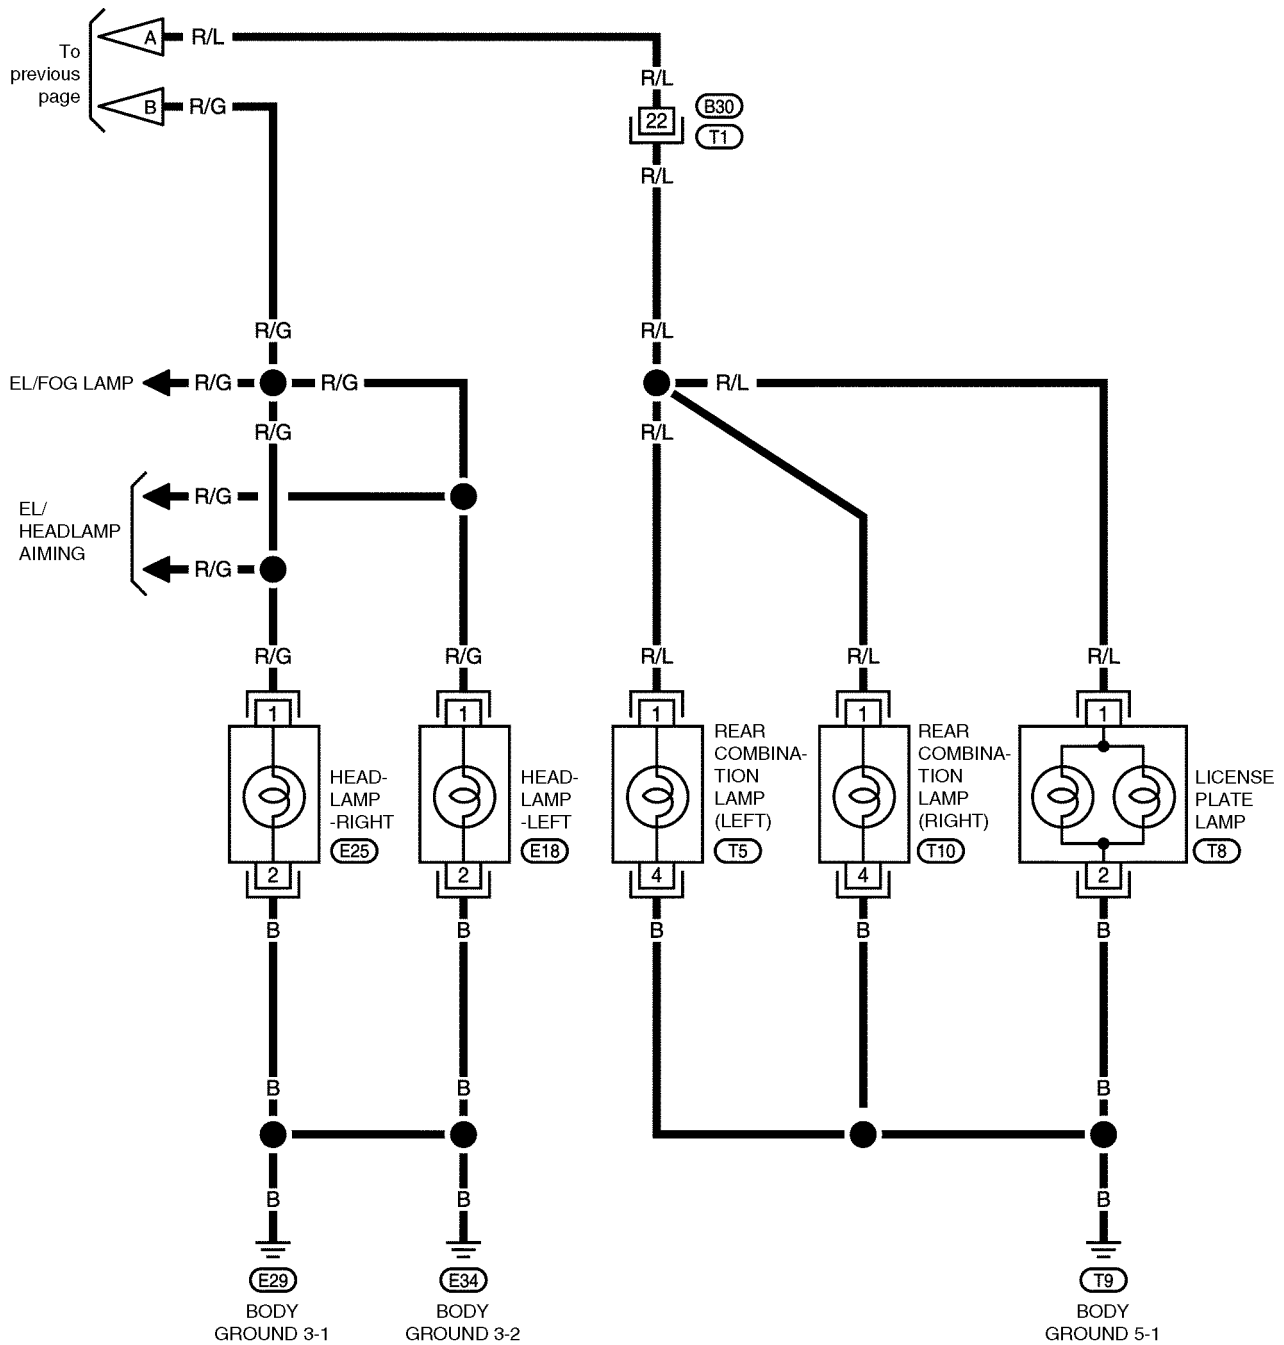 To
previous
page
A
R/L
B
R/G
R/L
22
B30
T1
R/L
R/G
R/L
EL/FOG LAMP
R/G
R/G
R/L
R/G
R/L
EL/
HEADLAMP
AIMING
R/G
R/G
R/G
R/G
R/L
R/L
R/L
1
1
1
1
1
HEAD-
LAMP
-RIGHT
E25
HEAD-
LAMP
-LEFT
E18
REAR
COMBINA-
TION
LAMP
(LEFT)
T5
REAR
COMBINA-
TION
LAMP
(RIGHT)
T10
LICENSE
PLATE
LAMP
T8
2
2
4
4
2
B
B
B
B
B
B
B
B
B
B
B
E29
BODY
GROUND 3-1
E34
BODY
GROUND 3-2
T9
BODY
GROUND 5-1